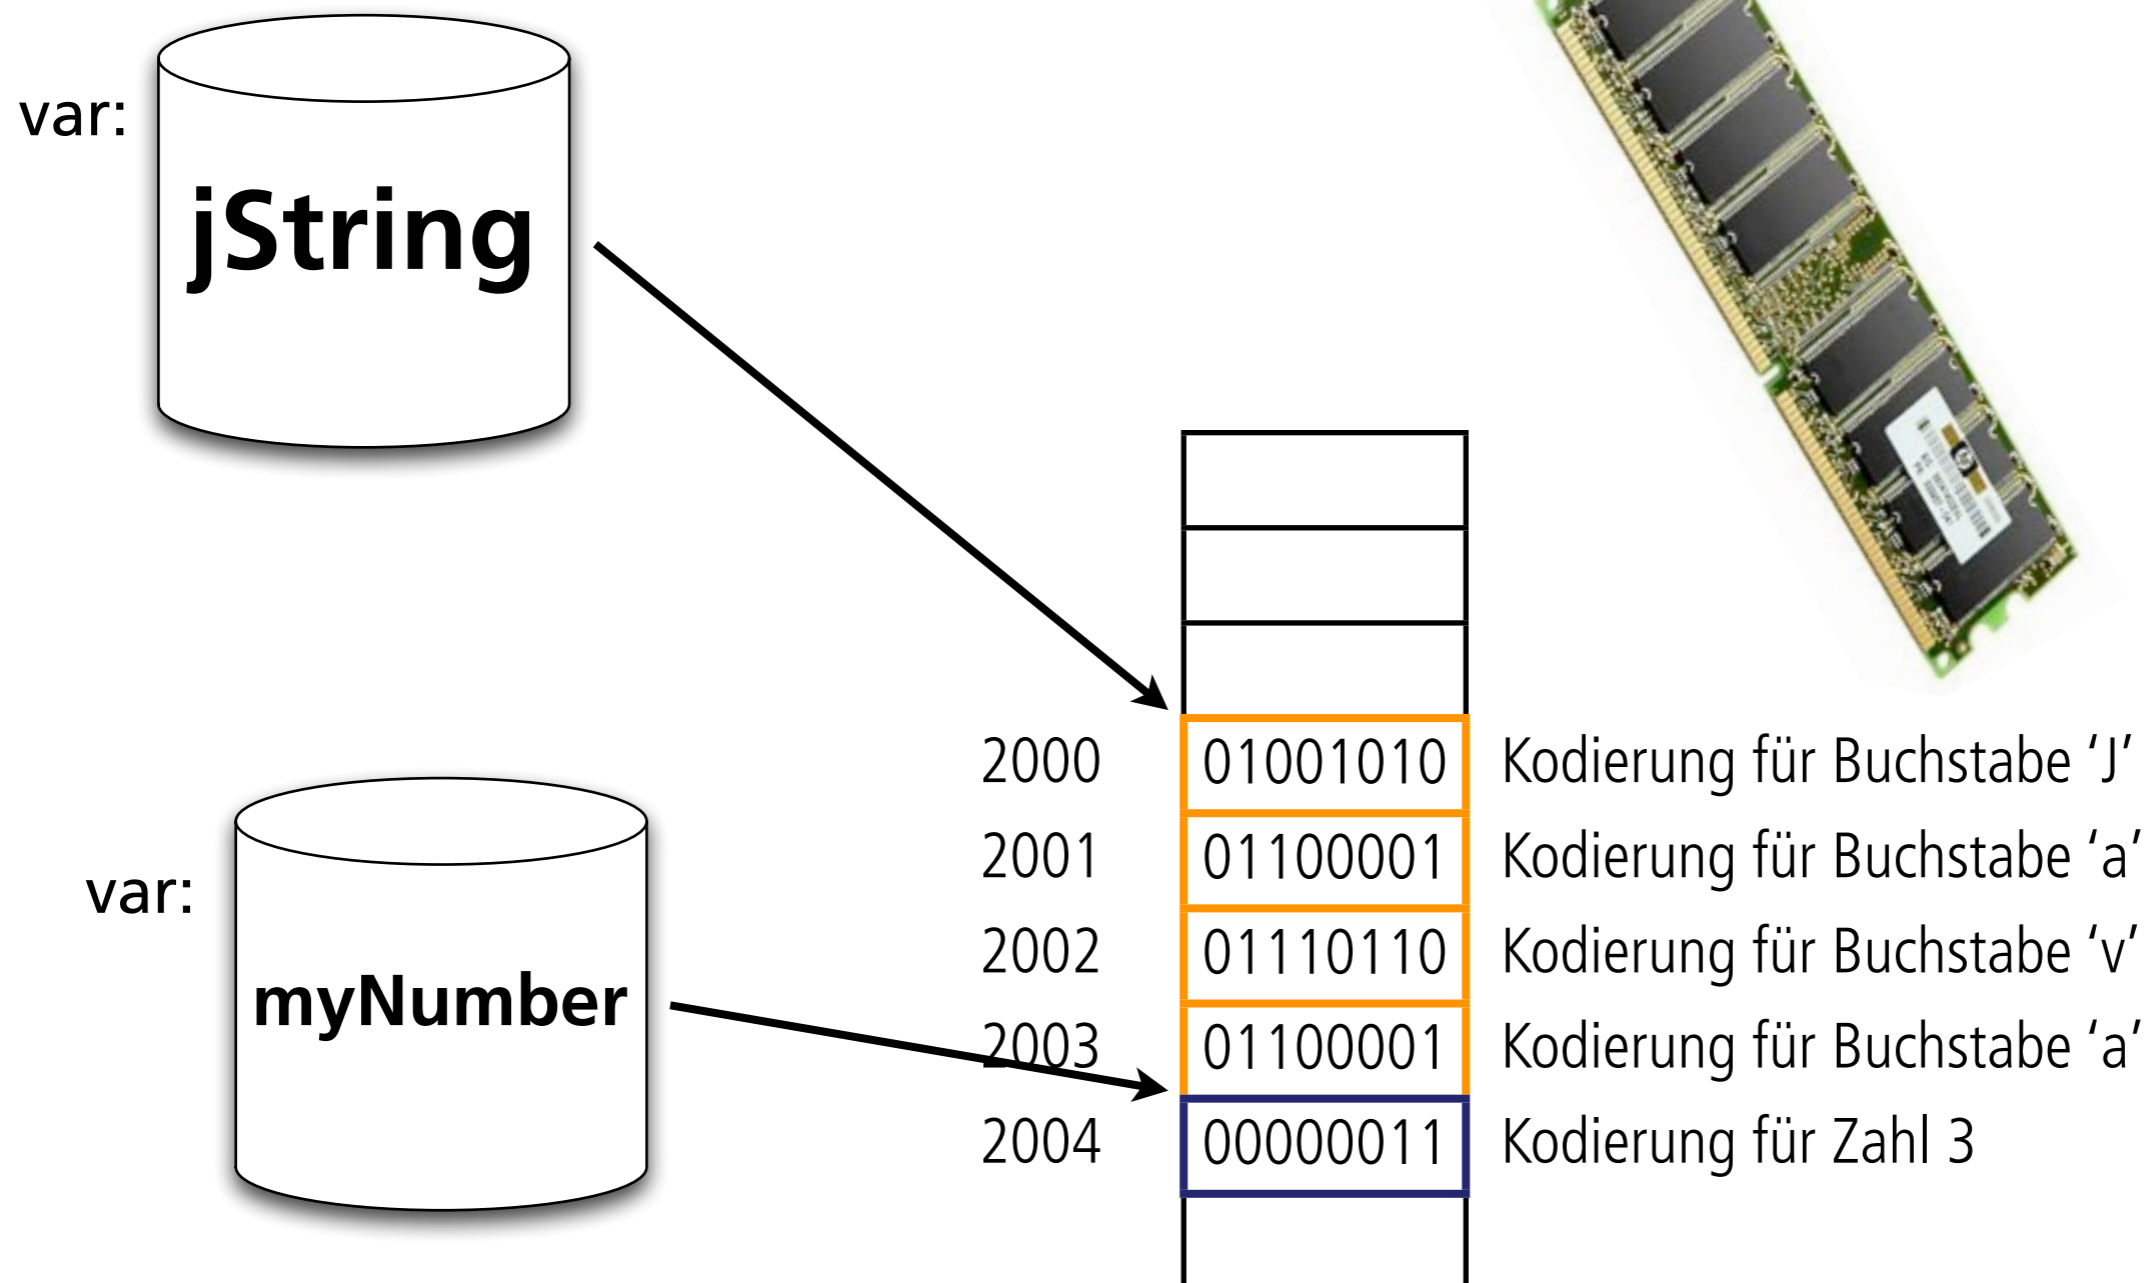 var:
jString
2000 01001010 Kodierung für Buchstabe ‘J’
2001 01100001 Kodierung für Buchstabe ‘a’
var:
2002 01110110 Kodierung für Buchstabe ‘v’
myNumber
2003 01100001 Kodierung für Buchstabe ‘a’
2004 00000011 Kodierung für Zahl 3